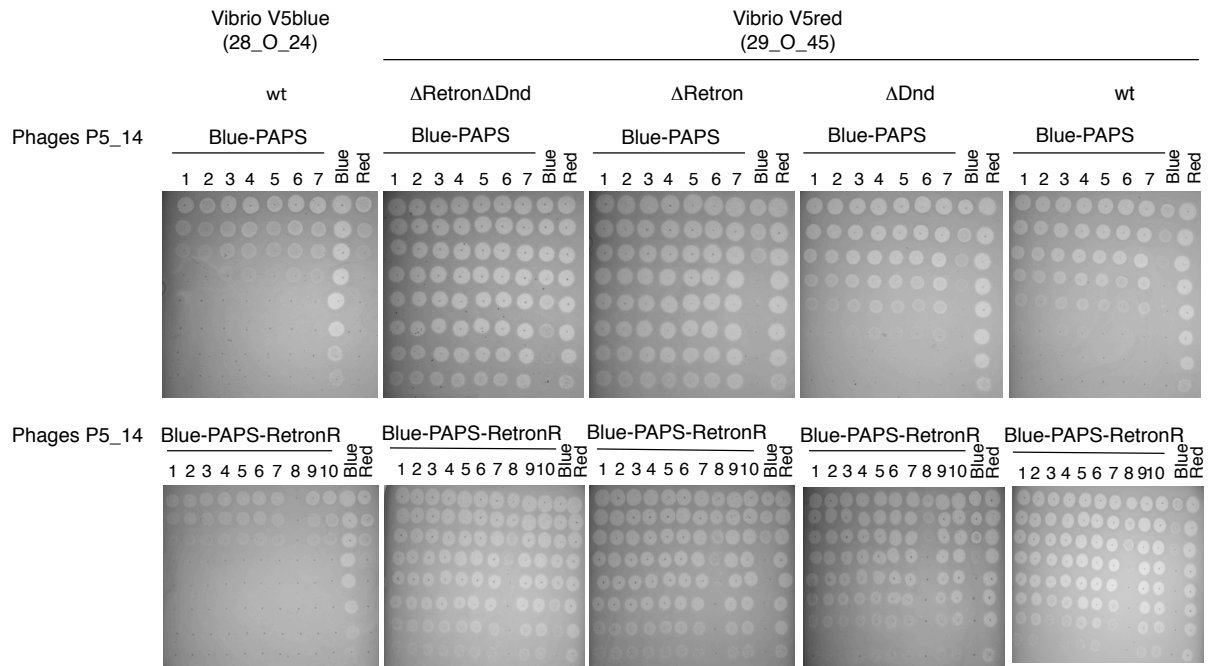 Vibrio V5blue
(28_O_24)
Vibrio V5red
(29_O_45)
wt
ΔRetronΔDnd
ΔRetron
ΔDnd
wt
Phages P5_14
Blue-PAPS
1 2 3 4 5 6 7 Blue Red
Blue-PAPS
1 2 3 4 5 6 7 Blue Red
Blue-PAPS
1 2 3 4 5 6 7 Blue Red
Blue-PAPS
1 2 3 4 5 6 7 Blue Red
Blue-PAPS
1 2 3 4 5 6 7 Blue Red
Phages P5_14
Blue-PAPS-RetronR
1 2 3 4 5 6 7 8 9 10 Blue Red
Blue-PAPS-RetronR
1 2 3 4 5 6 7 8 9 10 Blue Red
Blue-PAPS-RetronR
1 2 3 4 5 6 7 8 9 10 Blue Red
Blue-PAPS-RetronR
1 2 3 4 5 6 7 8 9 10 Blue Red
Blue-PAPS-RetronR
1 2 3 4 5 6 7 8 9 10 Blue Red